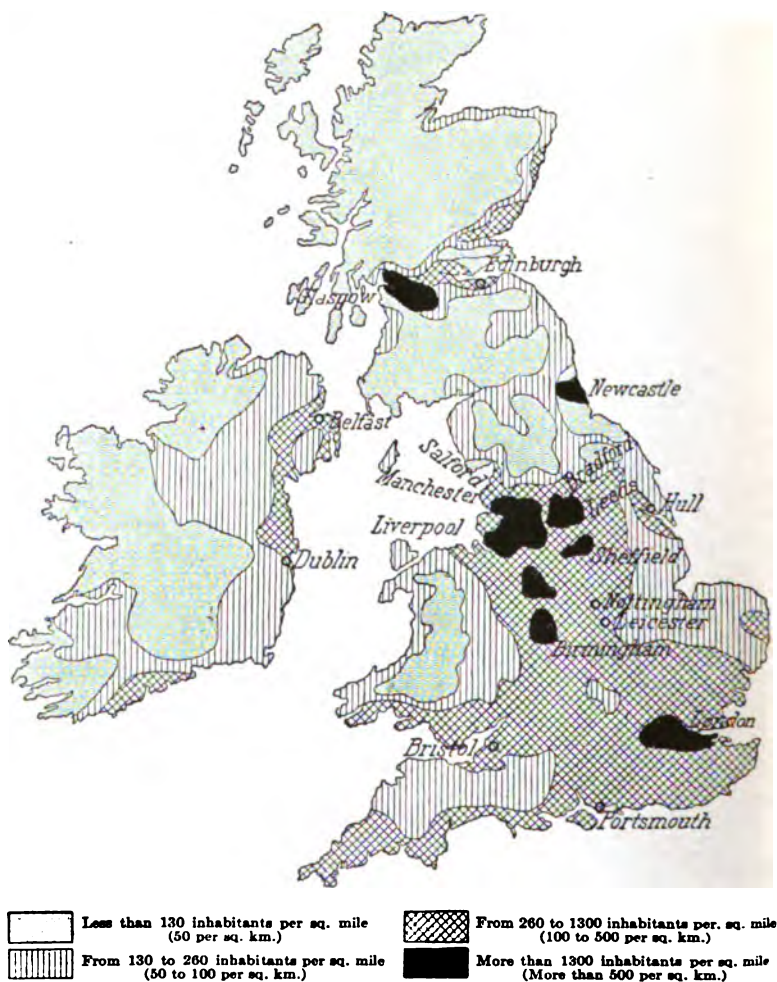 Edinburgh
Glasgow
Newcastle
Belfast
Salford
Bradford
Manchester
Leeds
Hull
Liverpool
Dublin
Sheffield
Nottingham
Leicester
Birmingham
London
Bristol
Portsmouth
Less than 130 inhabitants per sq. mile
(50 per sq. km.)
From 130 to 260 inhabitants per sq. mile
(50 to 100 per sq. km.)
From 260 to 1300 inhabitants per. sq. mile
(100 to 500 per sq. km.)
More than 1300 inhabitants per sq. mile
(More than 500 per sq. km.)